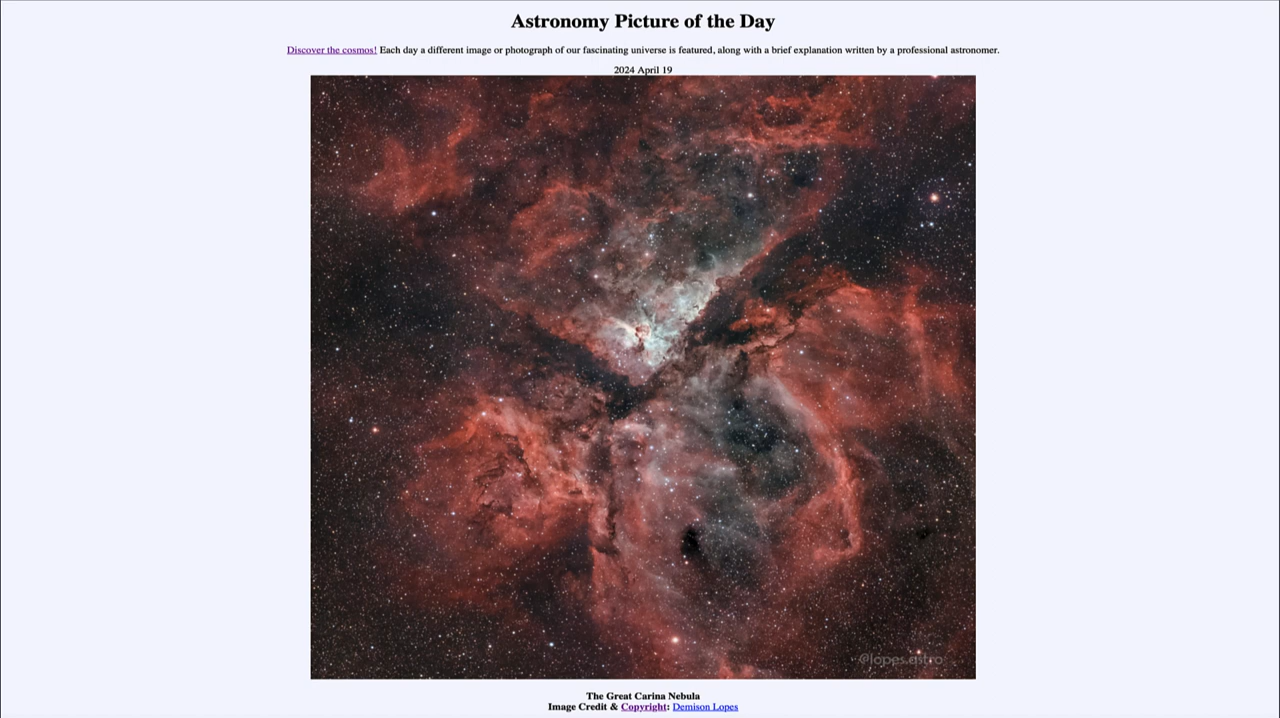 Astronomy Picture of the Day
Discover the cosmos! Each day a different image or photograph of our fascinating universe is featured, along with a brief explanation written by a professional astronomer.
2024 April 19
@lopes.astro
The Great Carina Nebula
Image Credit & Copyright: Demison Lopes